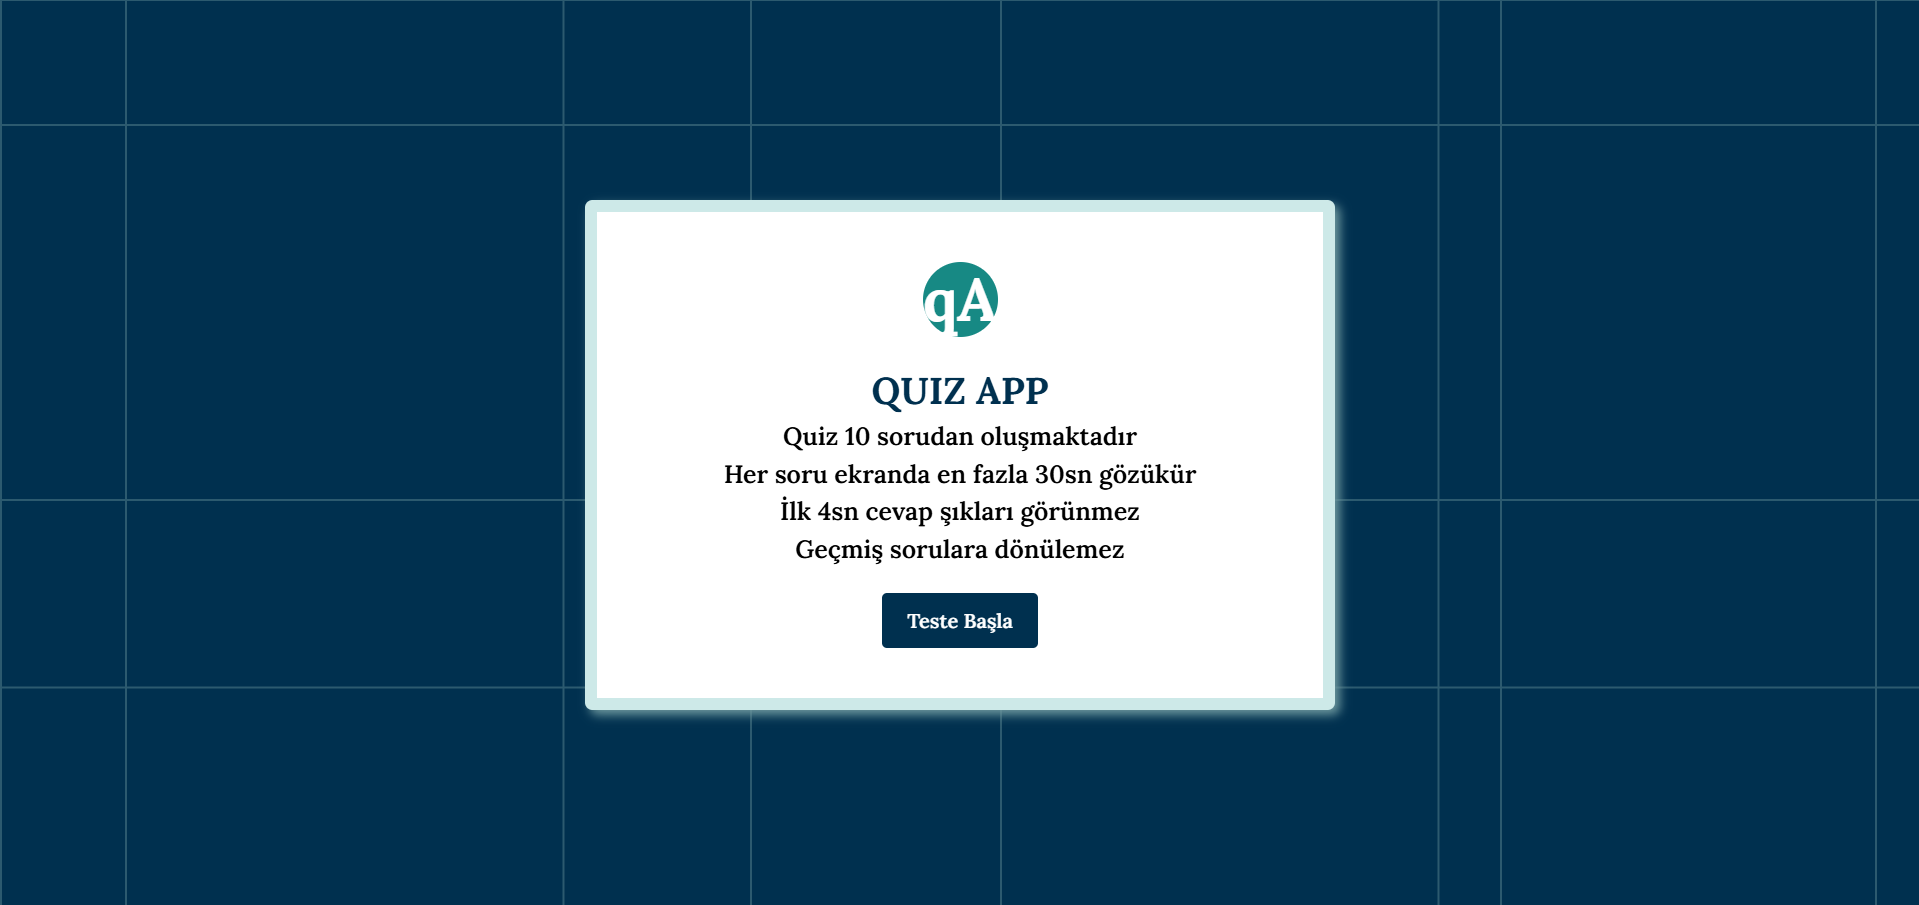 qA
QUIZ APP
Quiz 10 sorudan oluşmaktadır
Her soru ekranda en fazla 30sn gözükür
İlk 4sn cevap şıkları görünmez
Geçmiş sorulara dönülemez
Teste Başla